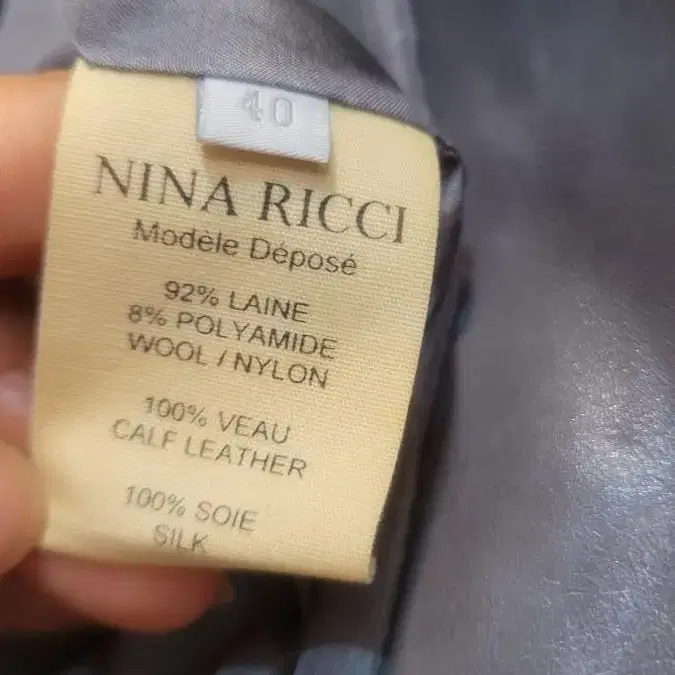 40
NINA RICCI
Modèle Déposé
92% LAINE
8% POLYAMIDE
WOOL / NYLON
100% VEAU
CALF LEATHER
100% SOIE
SILK